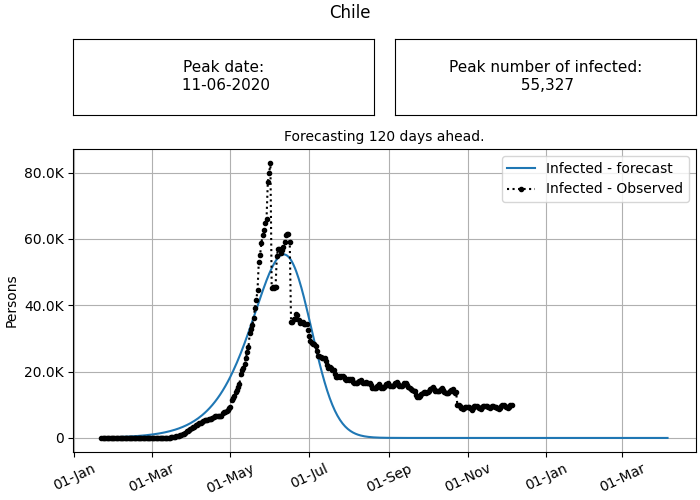 Chile
Peak date:
11-06-2020
Peak number of infected:
55,327
Forecasting 120 days ahead.
Infected - forecast
Infected - Observed
80.0K
60.0K
40.0K
20.0K
0
Persons
01-Jan
01-Mar
01-May
01-Jul
01-Sep
01-Nov
01-Jan
01-Mar